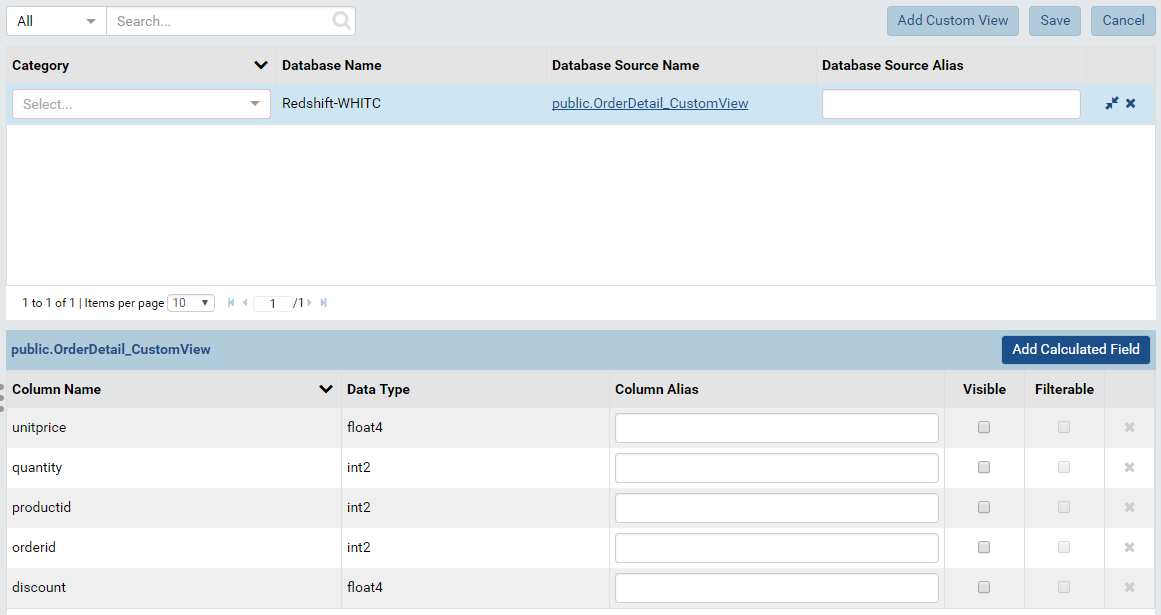 All Search... Add Custom View Save Cancel
Category Database Name Database Source Name Database Source Alias
Select... Redshift-WHITC public.OrderDetail_CustomView
1 to 1 of 1 | Items per page 10 1 /1
public.OrderDetail_CustomView Add Calculated Field
Column Name Data Type Column Alias Visible Filterable
unitprice float4
quantity int2
productid int2
orderid int2
discount float4